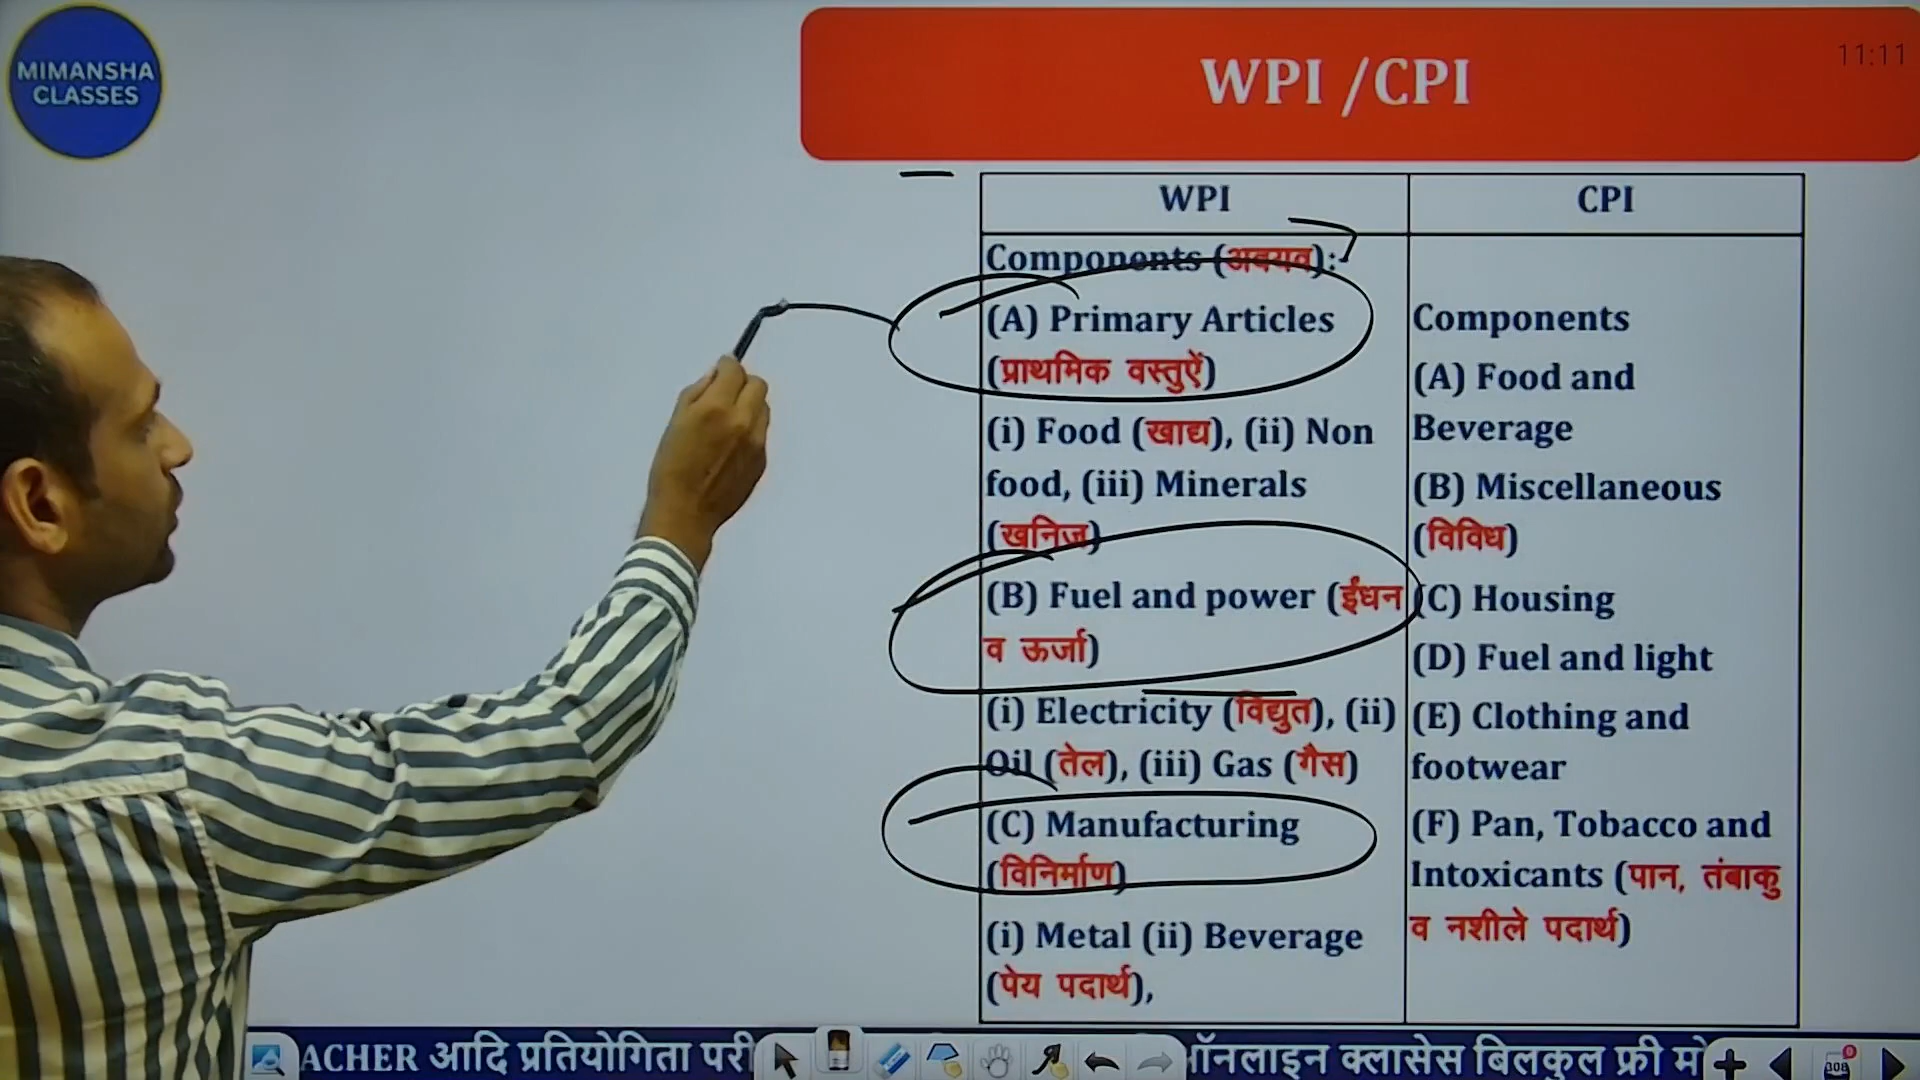 MIMANSHA
CLASSES
WPI /CPI
11:11
WPI
CPI
Components (अवयव):-
(A) Primary Articles
(प्राथमिक वस्तुऐं)
(i) Food (खाद्य), (ii) Non
food, (iii) Minerals
(खनिज)
(B) Fuel and power (ईंधन
व ऊर्जा)
(i) Electricity (विद्युत), (ii)
Oil (तेल), (iii) Gas (गैस)
(C) Manufacturing
(विनिर्माण)
(i) Metal (ii) Beverage
(पेय पदार्थ),
Components
(A) Food and
Beverage
(B) Miscellaneous
(विविध)
(C) Housing
(D) Fuel and light
(E) Clothing and
footwear
(F) Pan, Tobacco and
Intoxicants (पान, तंबाकु
व नशीले पदार्थ)
ACHER आदि प्रतियोगिता परी
ऑनलाइन क्लासेस बिलकुल फ्री में
308